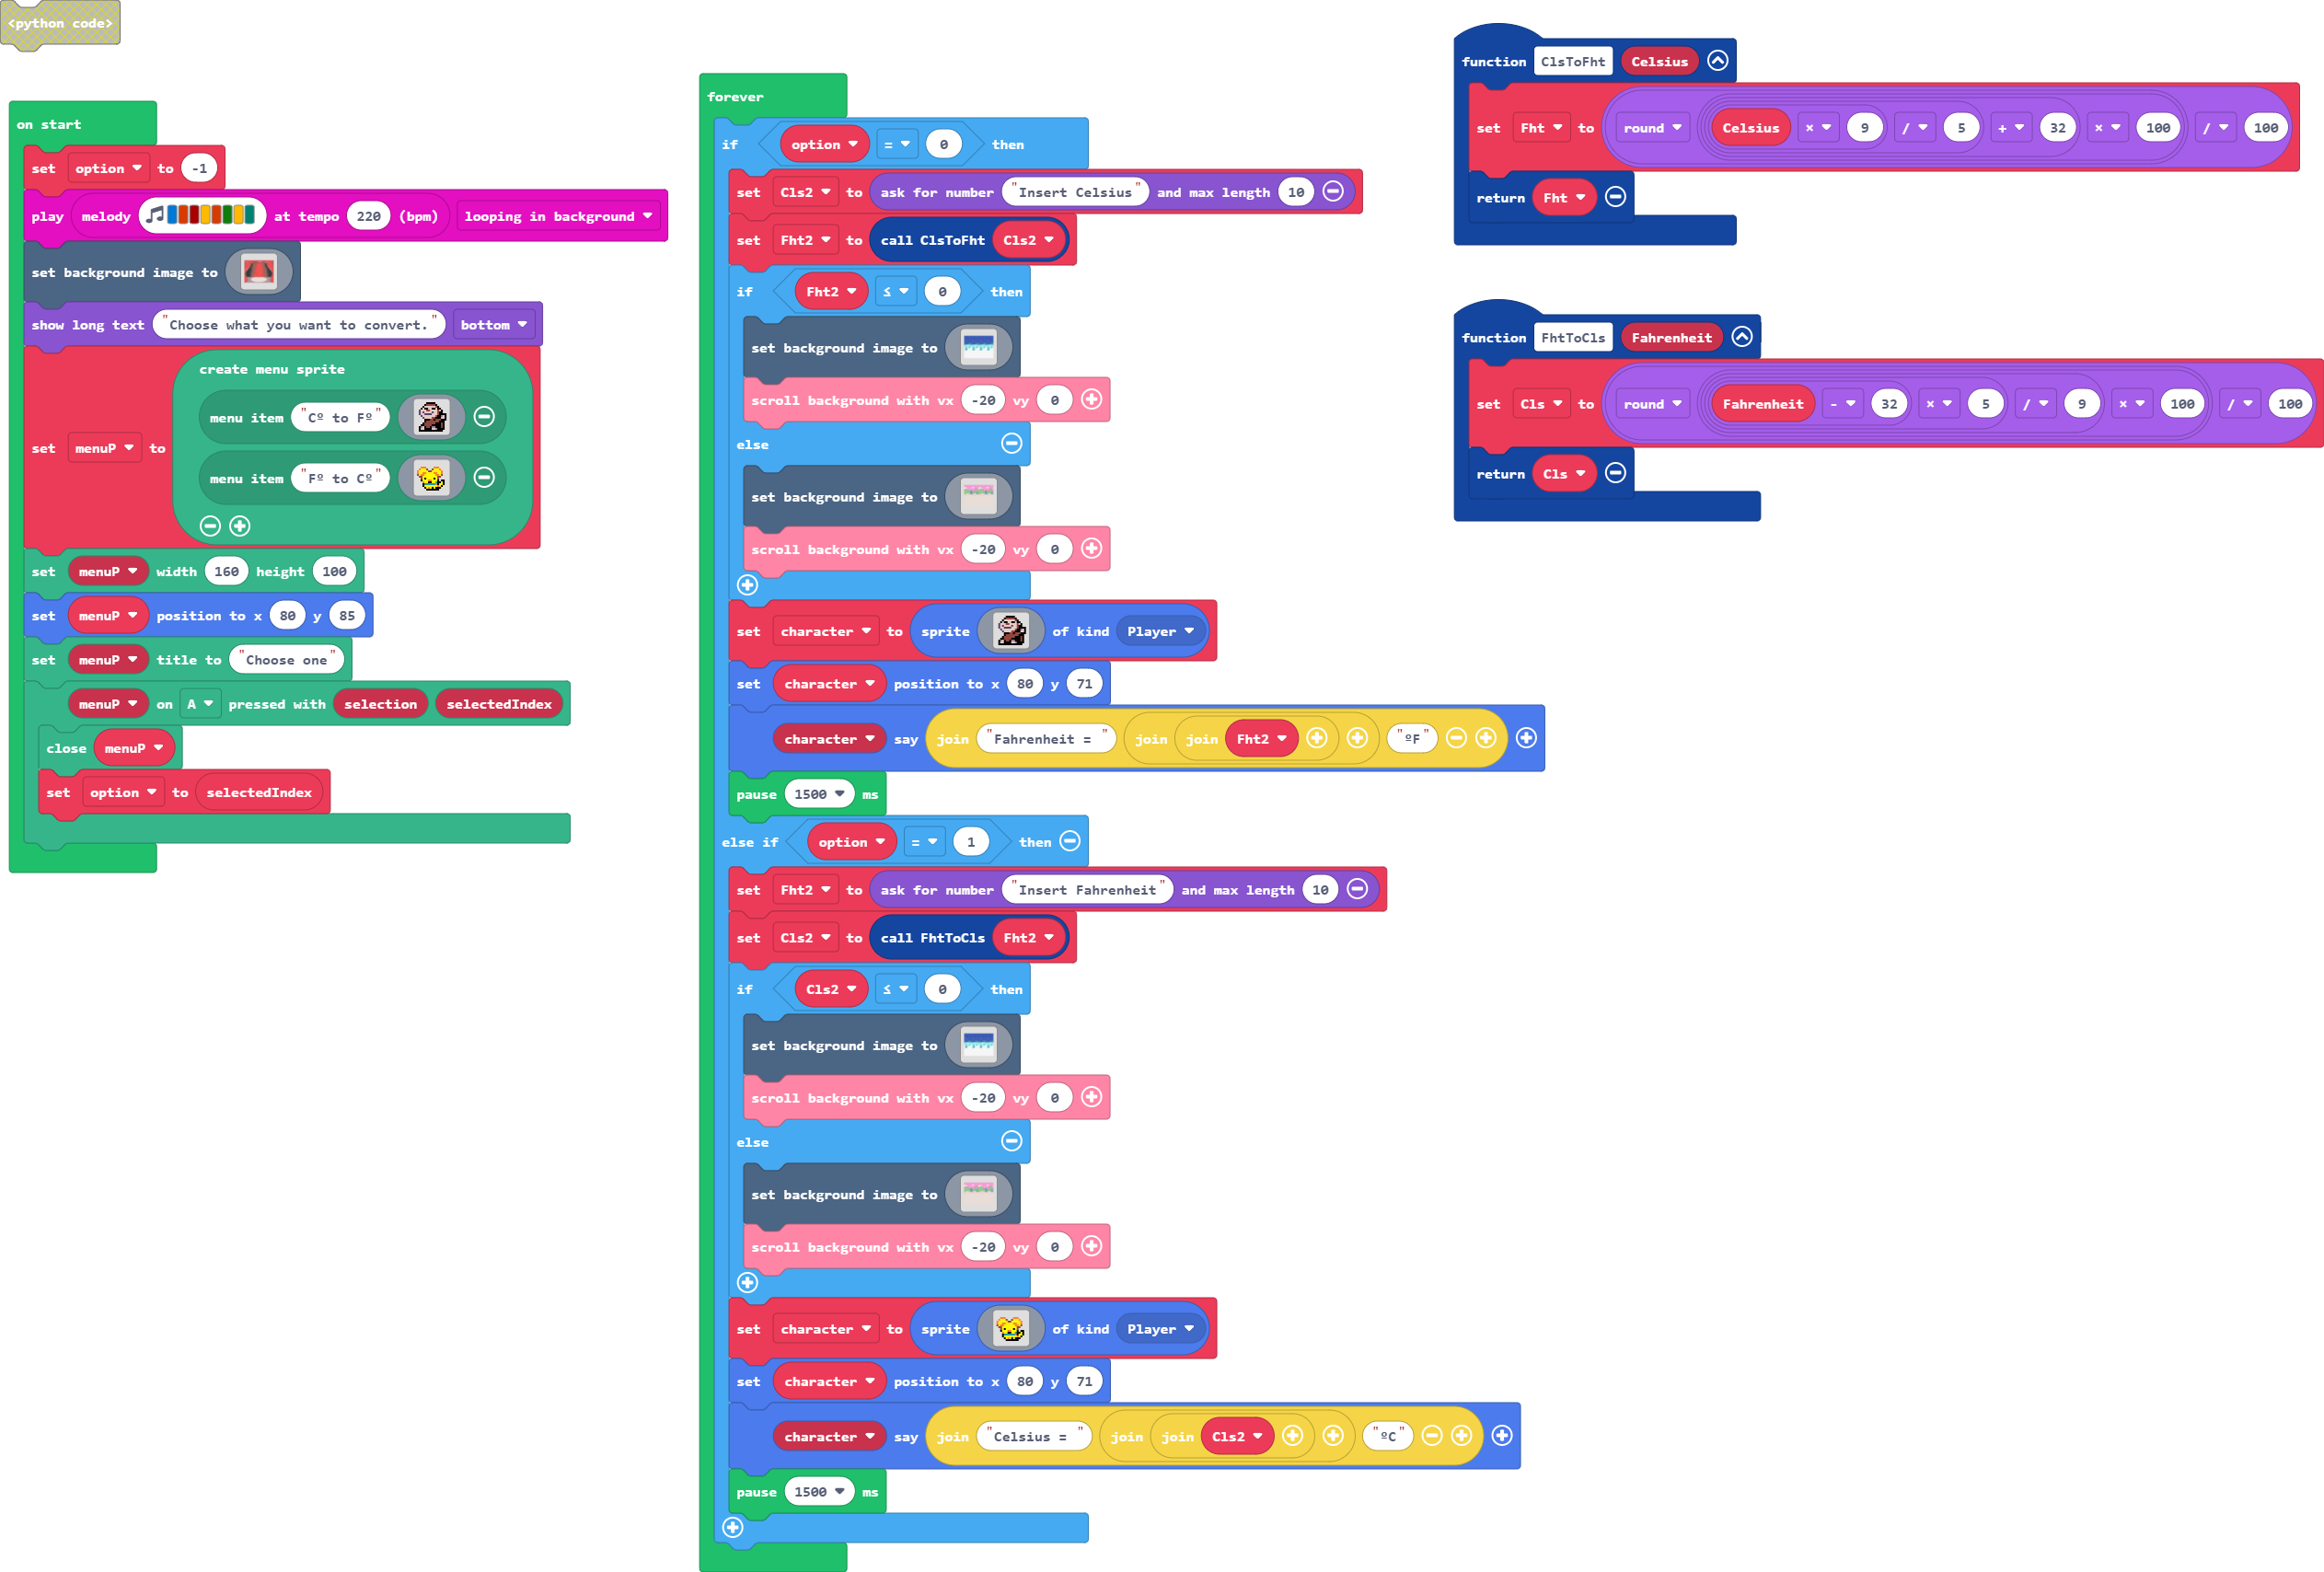 <python code>
on start
set option to -1
play melody at tempo 220 (bpm) looping in background
set background image to
show long text "Choose what you want to convert." bottom
set menuP to
create menu sprite
menu item "Cº to Fº"
menu item "Fº to Cº"
set menuP width 160 height 100
set menuP position to x 80 y 85
set menuP title to "Choose one"
menuP on A pressed with selection selectedIndex
close menuP
set option to selectedIndex
forever
if option = 0 then
set Cls2 to ask for number "Insert Celsius" and max length 10
set Fht2 to call ClsToFht Cls2
if Fht2 ≤ 0 then
set background image to
scroll background with vx -20 vy 0
else
set background image to
scroll background with vx -20 vy 0
set character to sprite of kind Player
set character position to x 80 y 71
character say join "Fahrenheit = " join join Fht2 "ºF"
pause 1500 ms
else if option = 1 then
set Fht2 to ask for number "Insert Fahrenheit" and max length 10
set Cls2 to call FhtToCls Fht2
if Cls2 ≤ 0 then
set background image to
scroll background with vx -20 vy 0
else
set background image to
scroll background with vx -20 vy 0
set character to sprite of kind Player
set character position to x 80 y 71
character say join "Celsius = " join join Cls2 "ºC"
pause 1500 ms
function ClsToFht Celsius
set Fht to round Celsius × 9 / 5 + 32 × 100 / 100
return Fht
function FhtToCls Fahrenheit
set Cls to round Fahrenheit - 32 × 5 / 9 × 100 / 100
return Cls